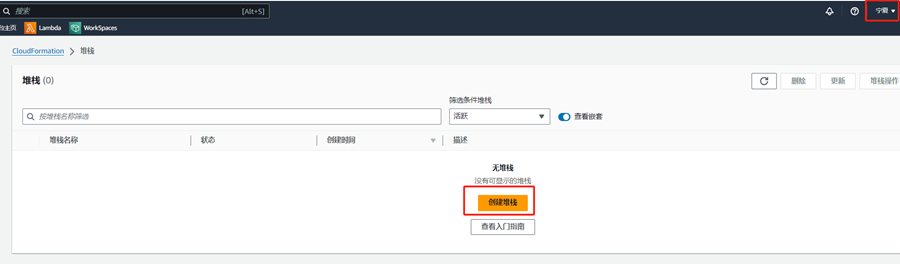 搜索 [Alt+S] 宁夏
台主页 Lambda WorkSpaces
CloudFormation > 堆栈
堆栈 (0) 删除 更新 堆栈操作
筛选条件堆栈
按堆栈名称筛选 活跃 查看嵌套
堆栈名称 状态 创建时间 描述
无堆栈
没有可显示的堆栈
创建堆栈
查看入门指南